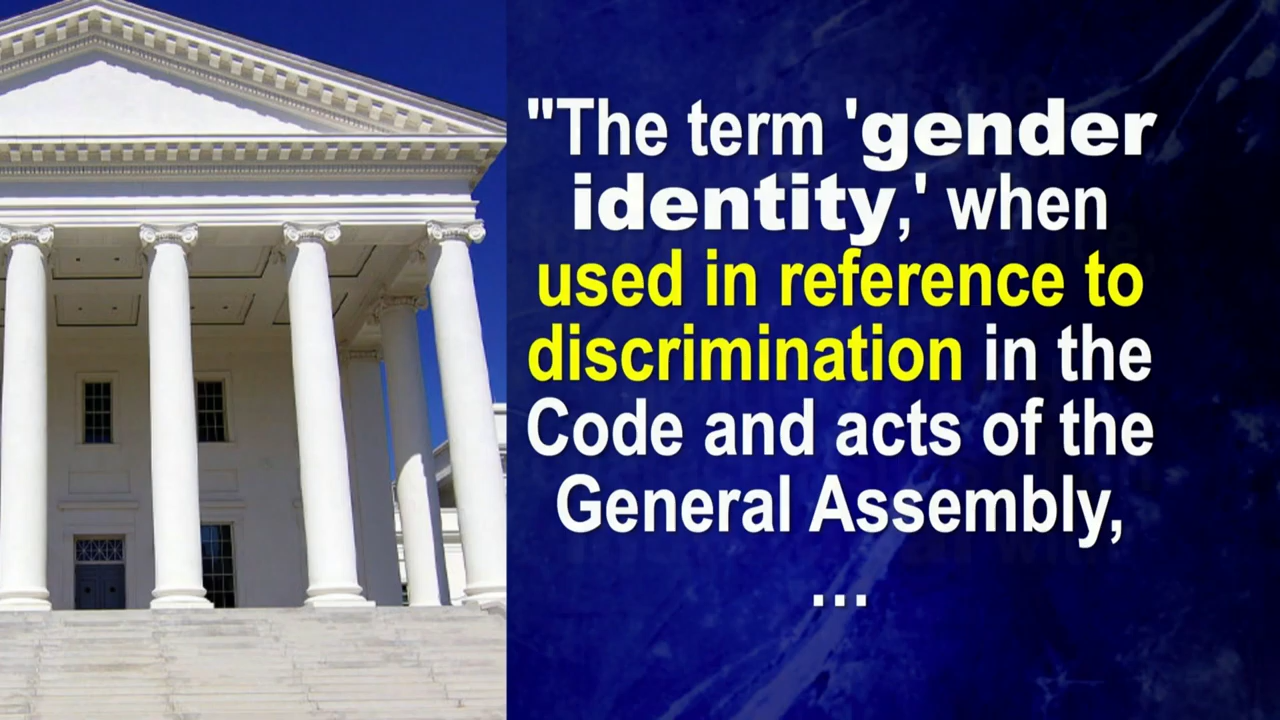 "The term 'gender
identity,' when
used in reference to
discrimination in the
Code and acts of the
General Assembly,
...